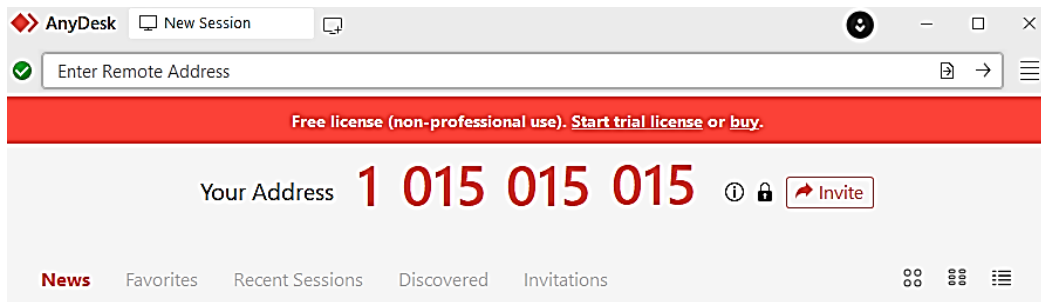 AnyDesk New Session
Enter Remote Address
Free license (non-professional use). Start trial license or buy.
Your Address 1 015 015 015 Invite
News Favorites Recent Sessions Discovered Invitations